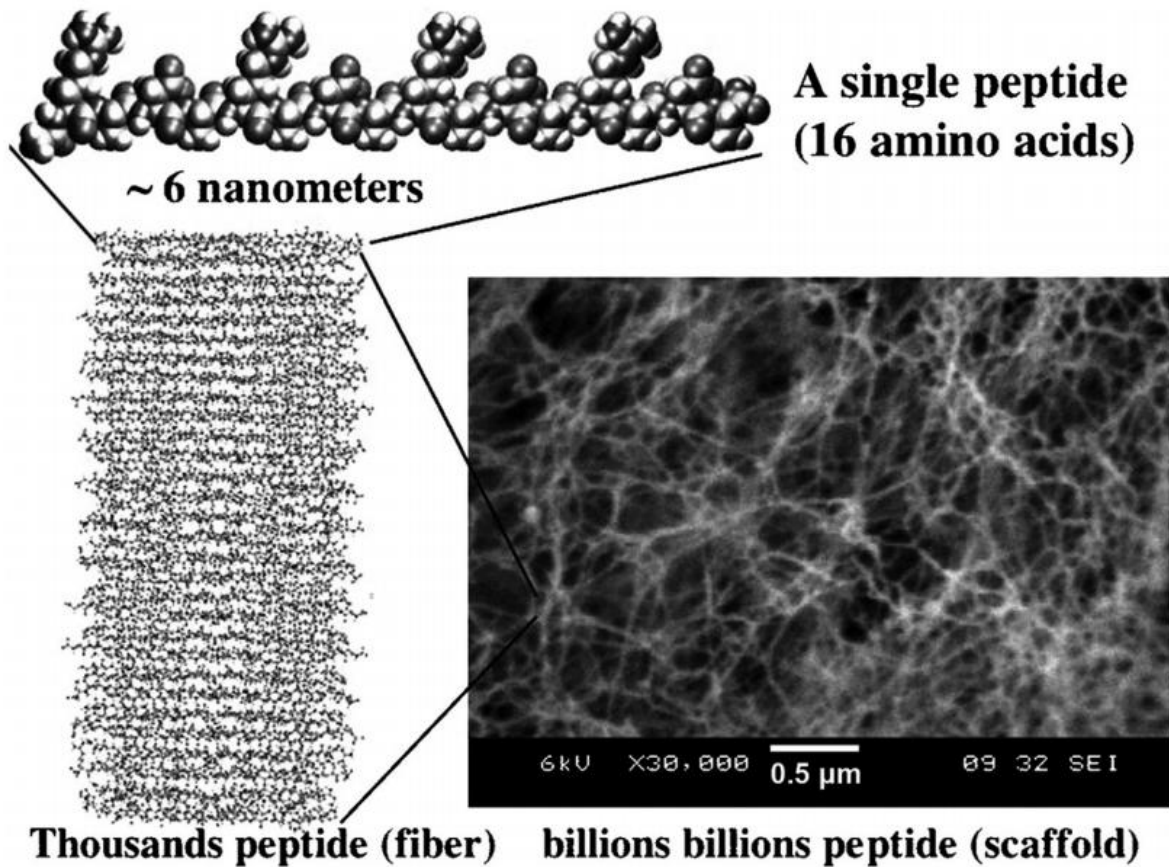 A single peptide
(16 amino acids)
~ 6 nanometers
6kV X30,000 0.5 µm 09 32 SEI
Thousands peptide (fiber) billions billions peptide (scaffold)